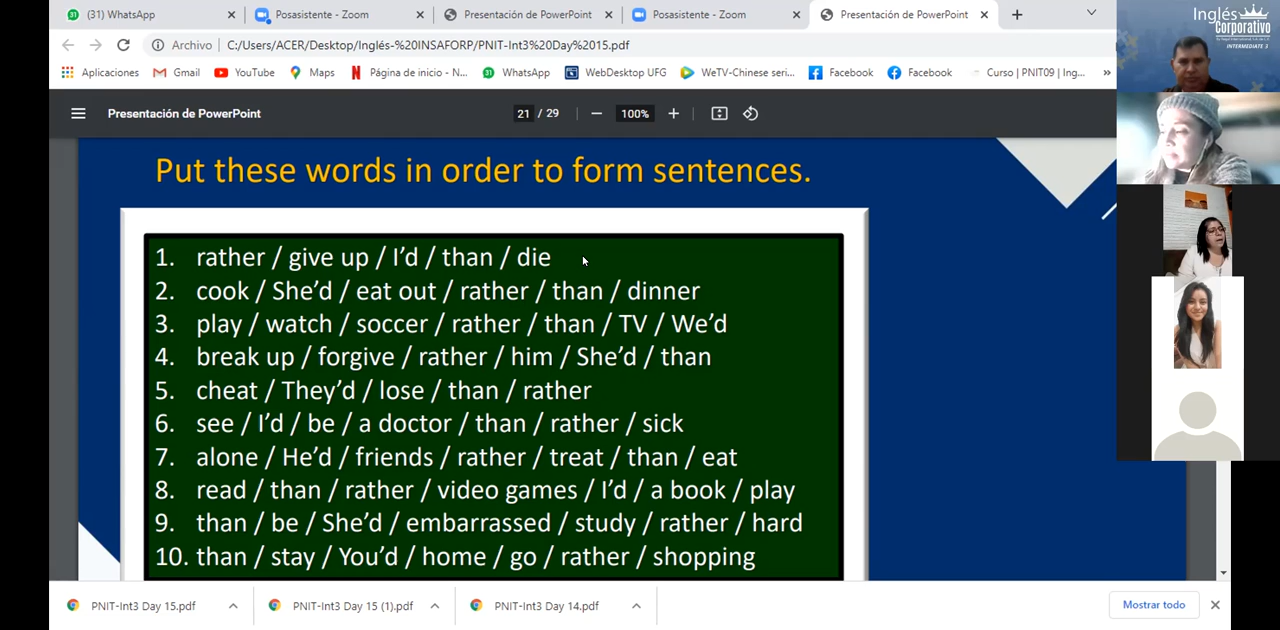 (31) WhatsApp
Posasistente - Zoom
Presentación de PowerPoint
Posasistente - Zoom
Presentación de PowerPoint
Archivo
C:/Users/ACER/Desktop/Inglés-%20INSAFORP/PNIT-Int3%20Day%2015.pdf
Aplicaciones
Gmail
YouTube
Maps
Página de inicio - N...
WhatsApp
WebDesktop UFG
WeTV-Chinese seri...
Facebook
Facebook
Curso | PNIT09 | Ing...
»
Inglés
Corporativo
INTERMEDIATE 3
Presentación de PowerPoint
21 / 29
100%
Put these words in order to form sentences.
1. rather / give up / I'd / than / die
2. cook / She'd / eat out / rather / than / dinner
3. play / watch / soccer / rather / than / TV / We'd
4. break up / forgive / rather / him / She'd / than
5. cheat / They'd / lose / than / rather
6. see / I'd / be / a doctor / than / rather / sick
7. alone / He'd / friends / rather / treat / than / eat
8. read / than / rather / video games / I'd / a book / play
9. than / be / She'd / embarrassed / study / rather / hard
10. than / stay / You'd / home / go / rather / shopping
PNIT-Int3 Day 15.pdf
PNIT-Int3 Day 15 (1).pdf
PNIT-Int3 Day 14.pdf
Mostrar todo